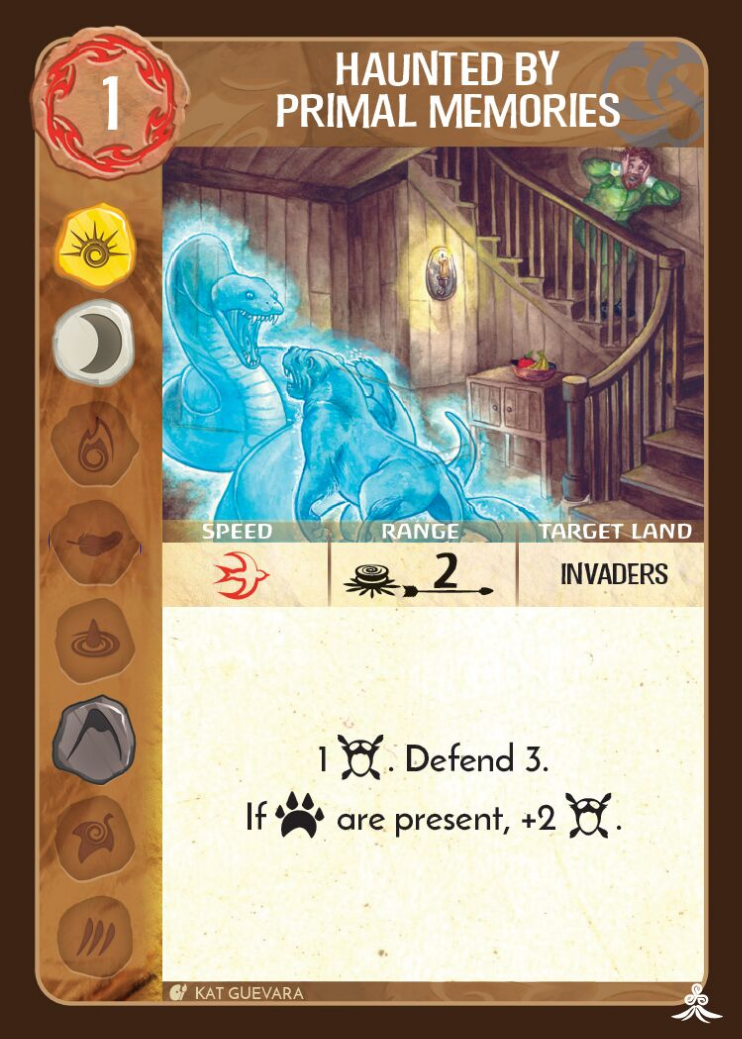 1
HAUNTED BY
PRIMAL MEMORIES
SPEED RANGE TARGET LAND
2 INVADERS
1 . Defend 3.
If are present, +2 .
KAT GUEVARA